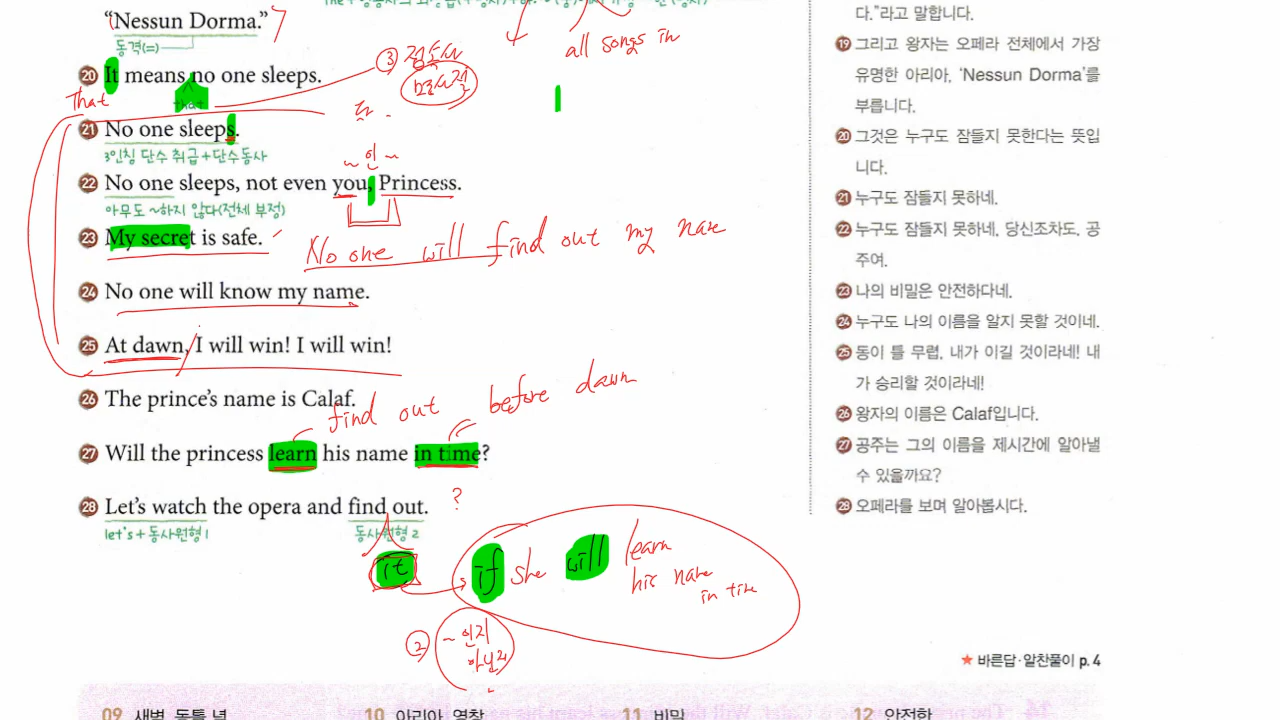 “Nessun Dorma.”
동격(=)
all songs in
③ 접속사
⑳ It means no one sleeps.
That
that
즉.
㉑ No one sleeps.
3인칭 단수 취급+단수동사
~인~
㉒ No one sleeps, not even you, Princess.
아무도 ~하지 않다(전체 부정)
㉓ My secret is safe.
No one will find out my name
㉔ No one will know my name.
㉕ At dawn, I will win! I will win!
㉖ The prince’s name is Calaf.
find out before dawn
㉗ Will the princess learn his name in time?
㉘ Let’s watch the opera and find out. ?
let’s+동사원형1
동사원형2
it
if she will learn
his name
in time
② ~인지
아닌지
다.”라고 말합니다.
⑲ 그리고 왕자는 오페라 전체에서 가장
유명한 아리아, ‘Nessun Dorma’를
부릅니다.
⑳ 그것은 누구도 잠들지 못한다는 뜻입
니다.
㉑ 누구도 잠들지 못하네.
㉒ 누구도 잠들지 못하네, 당신조차도, 공
주여.
㉓ 나의 비밀은 안전하다네.
㉔ 누구도 나의 이름을 알지 못할 것이네.
㉕ 동이 틀 무렵, 내가 이길 것이라네! 내
가 승리할 것이라네!
㉖ 왕자의 이름은 Calaf입니다.
㉗ 공주는 그의 이름을 제시간에 알아낼
수 있을까요?
㉘ 오페라를 보며 알아봅시다.
★ 바른답·알찬풀이 p. 4
09 새벽, 동틀 녘
10 아리아, 영창
11 비밀
12 안전한